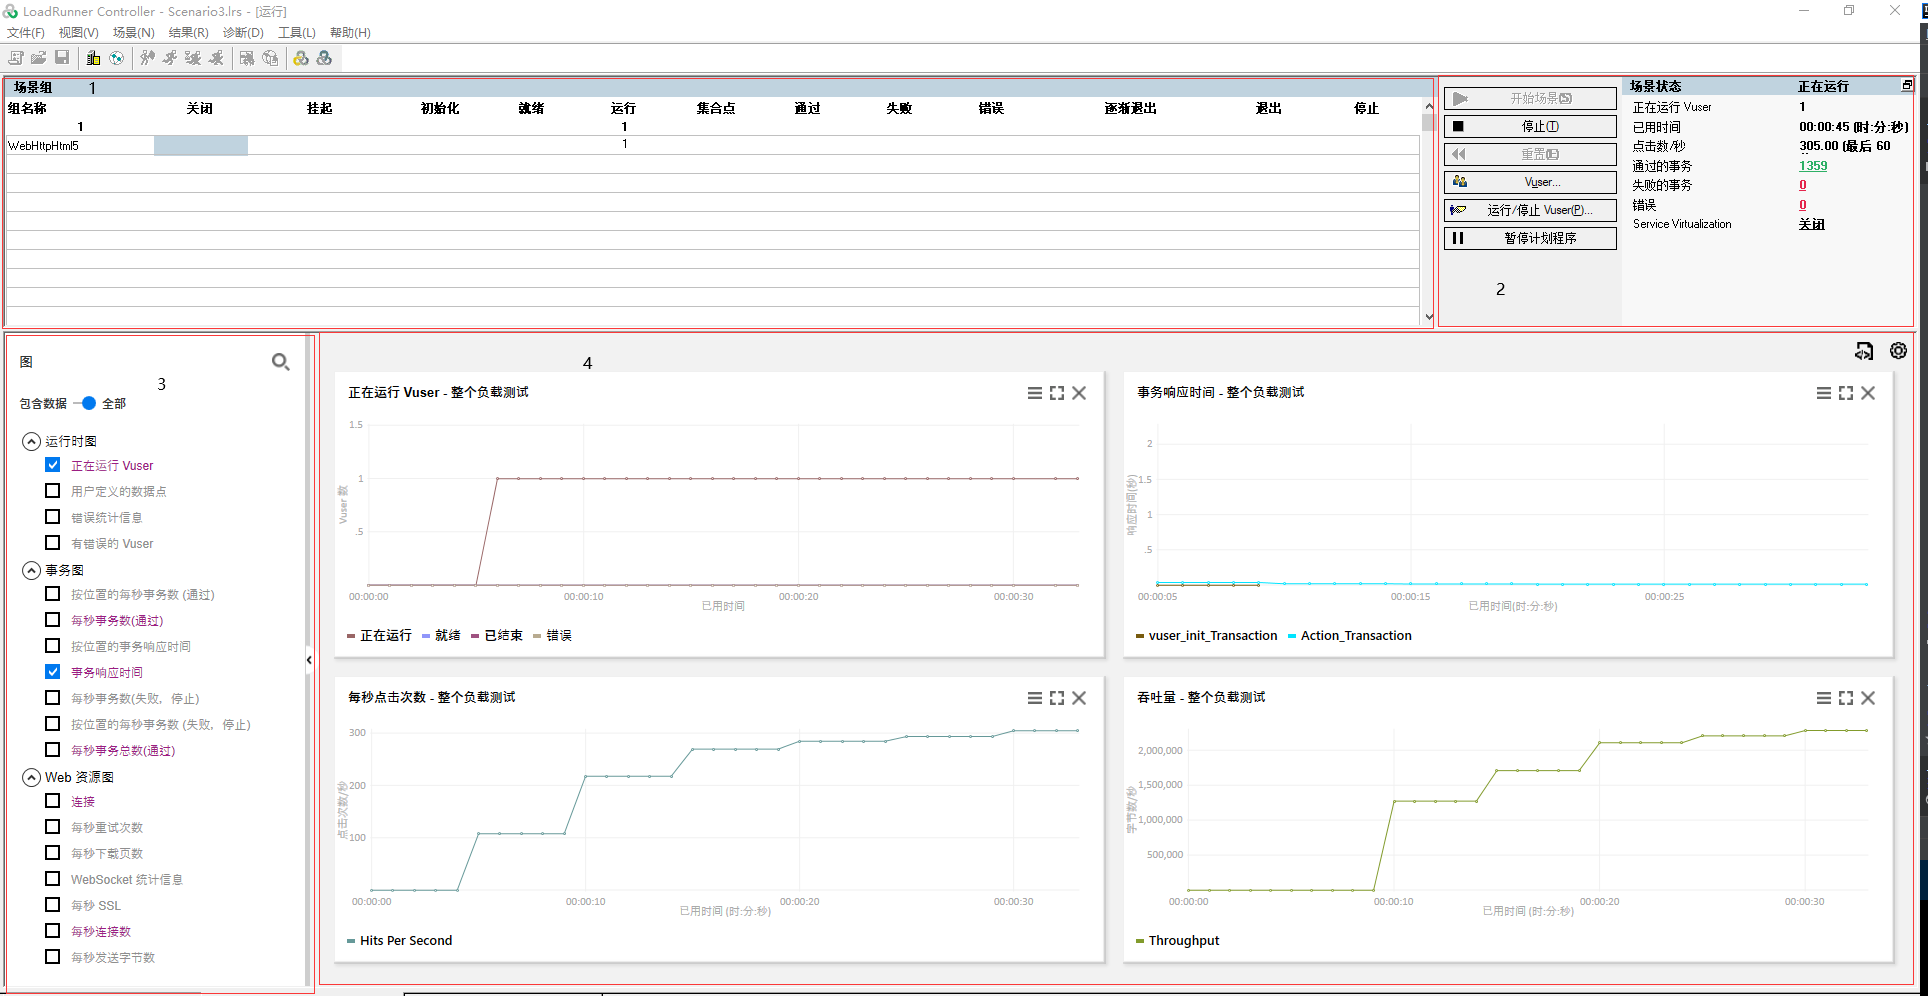 LoadRunner Controller - Scenario3.lrs - [运行]
文件(F) 视图(V) 场景(N) 结果(R) 诊断(D) 工具(L) 帮助(H)
场景组 1
组名称 关闭 挂起 初始化 就绪 运行 集合点 通过 失败 错误 逐渐退出 退出 停止
1 1
WebHttpHtml5 1
开始场景(S)
停止(T)
重置(E)
Vuser...
运行/停止 Vuser(P)...
暂停计划程序
2
场景状态 正在运行
正在运行 Vuser 1
已用时间 00:00:45 (时:分:秒)
点击数/秒 305.00 (最后 60
通过的事务 1359
失败的事务 0
错误 0
Service Virtualization 关闭
图
3
包含数据 全部
运行时图
正在运行 Vuser
用户定义的数据点
错误统计信息
有错误的 Vuser
事务图
按位置的每秒事务数 (通过)
每秒事务数(通过)
按位置的事务响应时间
事务响应时间
每秒事务数(失败, 停止)
按位置的每秒事务数 (失败, 停止)
每秒事务总数(通过)
Web 资源图
连接
每秒重试次数
每秒下载页数
WebSocket 统计信息
每秒 SSL
每秒连接数
每秒发送字节数
4
正在运行 Vuser - 整个负载测试
1.5
1
.5
Vuser 数
00:00:00 00:00:10 00:00:20 00:00:30
已用时间
正在运行 就绪 已结束 错误
事务响应时间 - 整个负载测试
2
1.5
1
.5
响应时间(秒)
00:00:05 00:00:15 00:00:25
已用时间(时:分:秒)
vuser_init_Transaction Action_Transaction
每秒点击次数 - 整个负载测试
300
200
100
点击次数/秒
00:00:00 00:00:10 00:00:20 00:00:30
已用时间 (时:分:秒)
Hits Per Second
吞吐量 - 整个负载测试
2,000,000
1,500,000
1,000,000
500,000
字节数/秒
00:00:00 00:00:10 00:00:20 00:00:30
已用时间 (时:分:秒)
Throughput